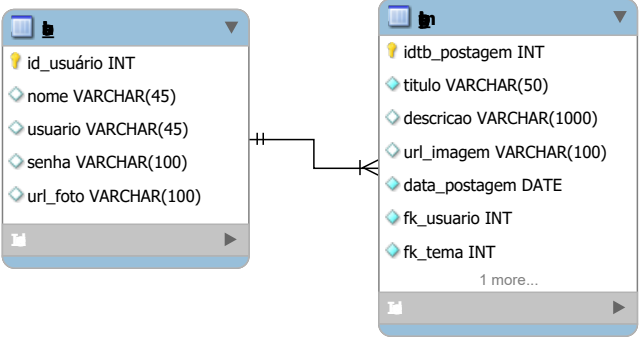 id_usuário INT
nome VARCHAR(45)
usuario VARCHAR(45)
senha VARCHAR(100)
url_foto VARCHAR(100)
idtb_postagem INT
titulo VARCHAR(50)
descricao VARCHAR(1000)
url_imagem VARCHAR(100)
data_postagem DATE
fk_usuario INT
fk_tema INT
1 more...